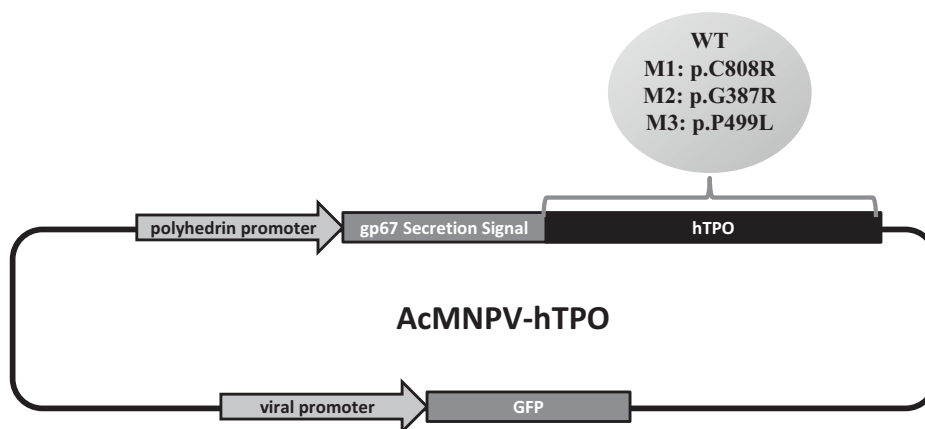 WT
M1: p.C808R
M2: p.G387R
M3: p.P499L
polyhedrin promoter gp67 Secretion Signal hTPO
AcMNPV-hTPO
viral promoter GFP